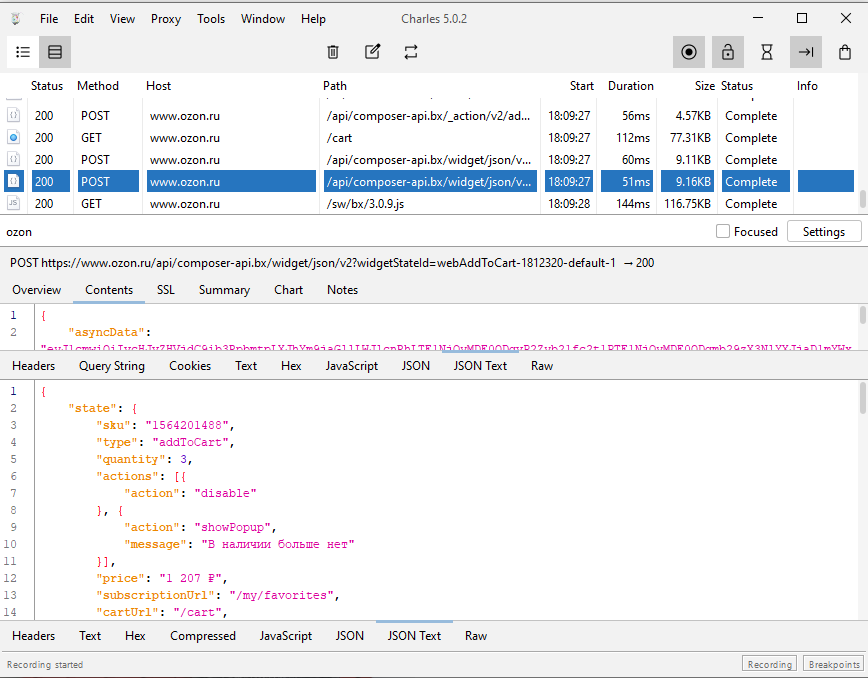 File Edit View Proxy Tools Window Help Charles 5.0.2
Status Method Host Path Start Duration Size Status Info
200 POST www.ozon.ru /api/composer-api.bx/_action/v2/ad... 18:09:27 56ms 4.57KB Complete
200 GET www.ozon.ru /cart 18:09:27 112ms 77.31KB Complete
200 POST www.ozon.ru /api/composer-api.bx/widget/json/v... 18:09:27 60ms 9.11KB Complete
200 POST www.ozon.ru /api/composer-api.bx/widget/json/v... 18:09:27 51ms 9.16KB Complete
JS 200 GET www.ozon.ru /sw/bx/3.0.9.js 18:09:28 144ms 116.75KB Complete
ozon Focused Settings
POST https://www.ozon.ru/api/composer-api.bx/widget/json/v2?widgetStateId=webAddToCart-1812320-default-1 → 200
Overview Contents SSL Summary Chart Notes
1 {
2 "asyncData":
Headers Query String Cookies Text Hex JavaScript JSON JSON Text Raw
1 {
2 "state": {
3 "sku": "1564201488",
4 "type": "addToCart",
5 "quantity": 3,
6 "actions": [{
7 "action": "disable"
8 }, {
9 "action": "showPopup",
10 "message": "В наличии больше нет"
11 }],
12 "price": "1 207 ₽",
13 "subscriptionUrl": "/my/favorites",
14 "cartUrl": "/cart",
Headers Text Hex Compressed JavaScript JSON JSON Text Raw
Recording started Recording Breakpoints